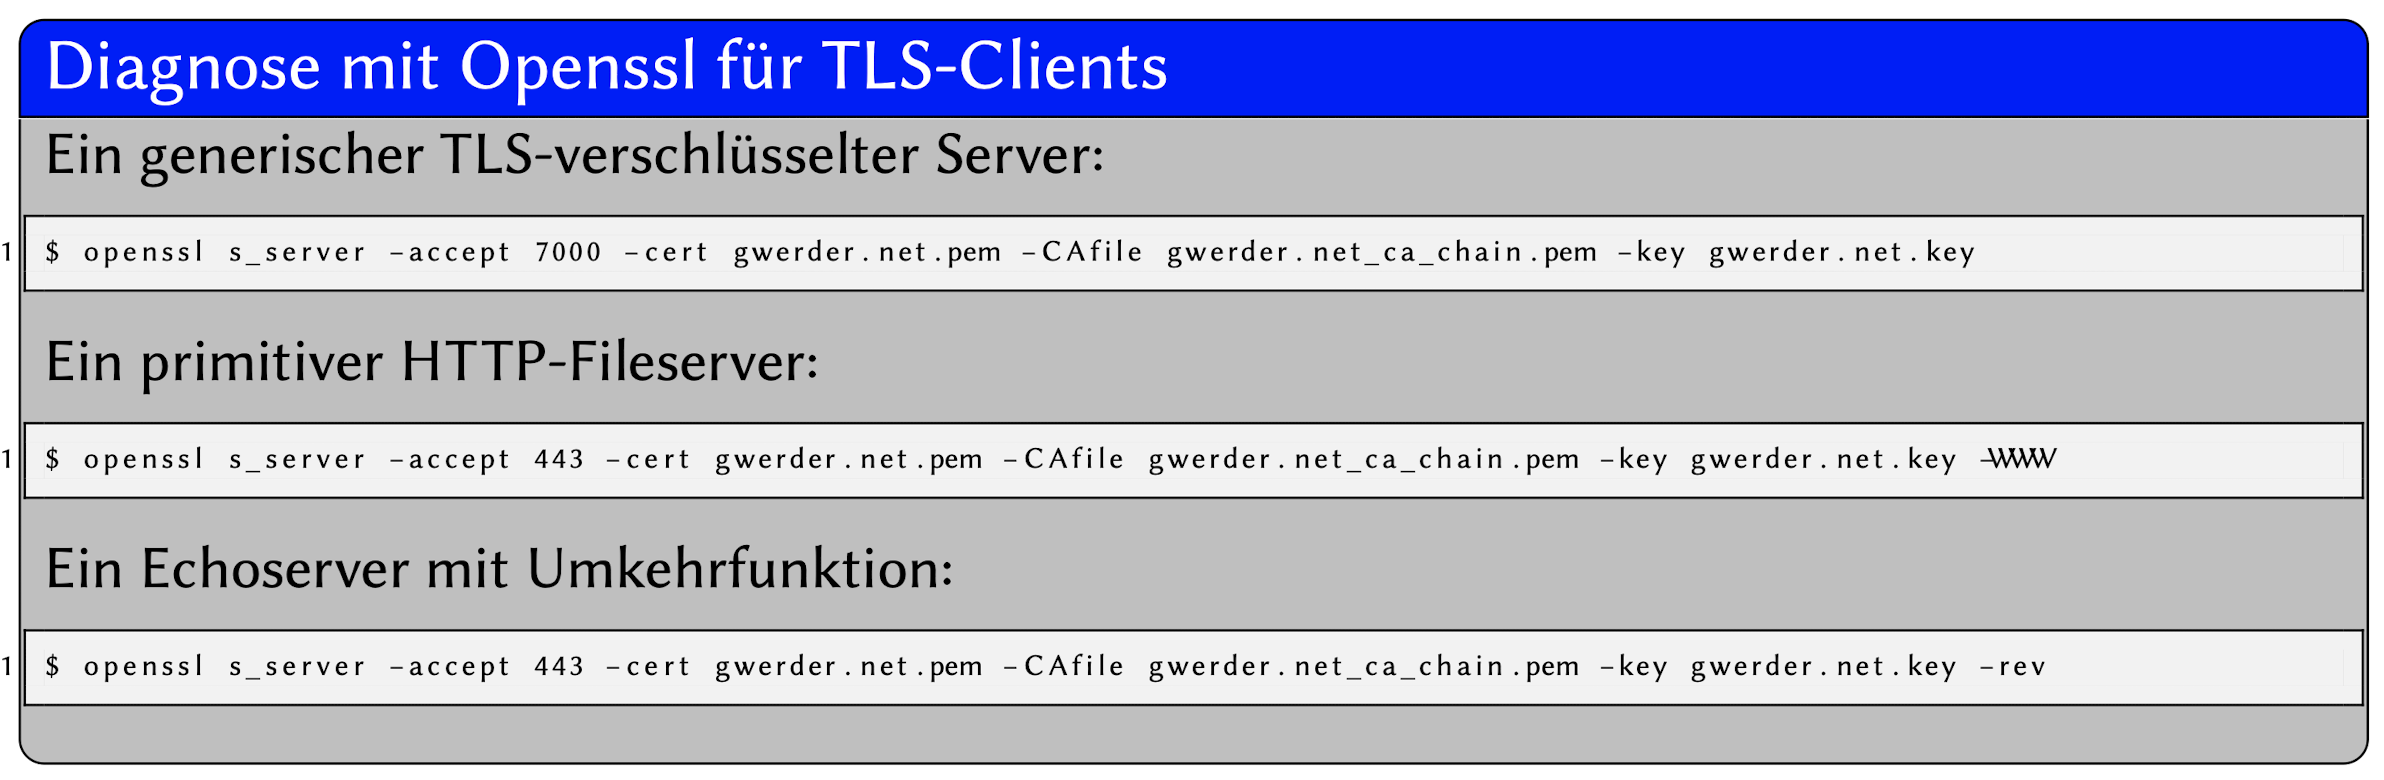 Diagnose mit Openssl für TLS-Clients
Ein generischer TLS-verschlüsselter Server:
1 $ openssl s_server -accept 7000 -cert gwerder.net.pem -CAfile gwerder.net_ca_chain.pem -key gwerder.net.key
Ein primitiver HTTP-Fileserver:
1 $ openssl s_server -accept 443 -cert gwerder.net.pem -CAfile gwerder.net_ca_chain.pem -key gwerder.net.key -WWW
Ein Echoserver mit Umkehrfunktion:
1 $ openssl s_server -accept 443 -cert gwerder.net.pem -CAfile gwerder.net_ca_chain.pem -key gwerder.net.key -rev